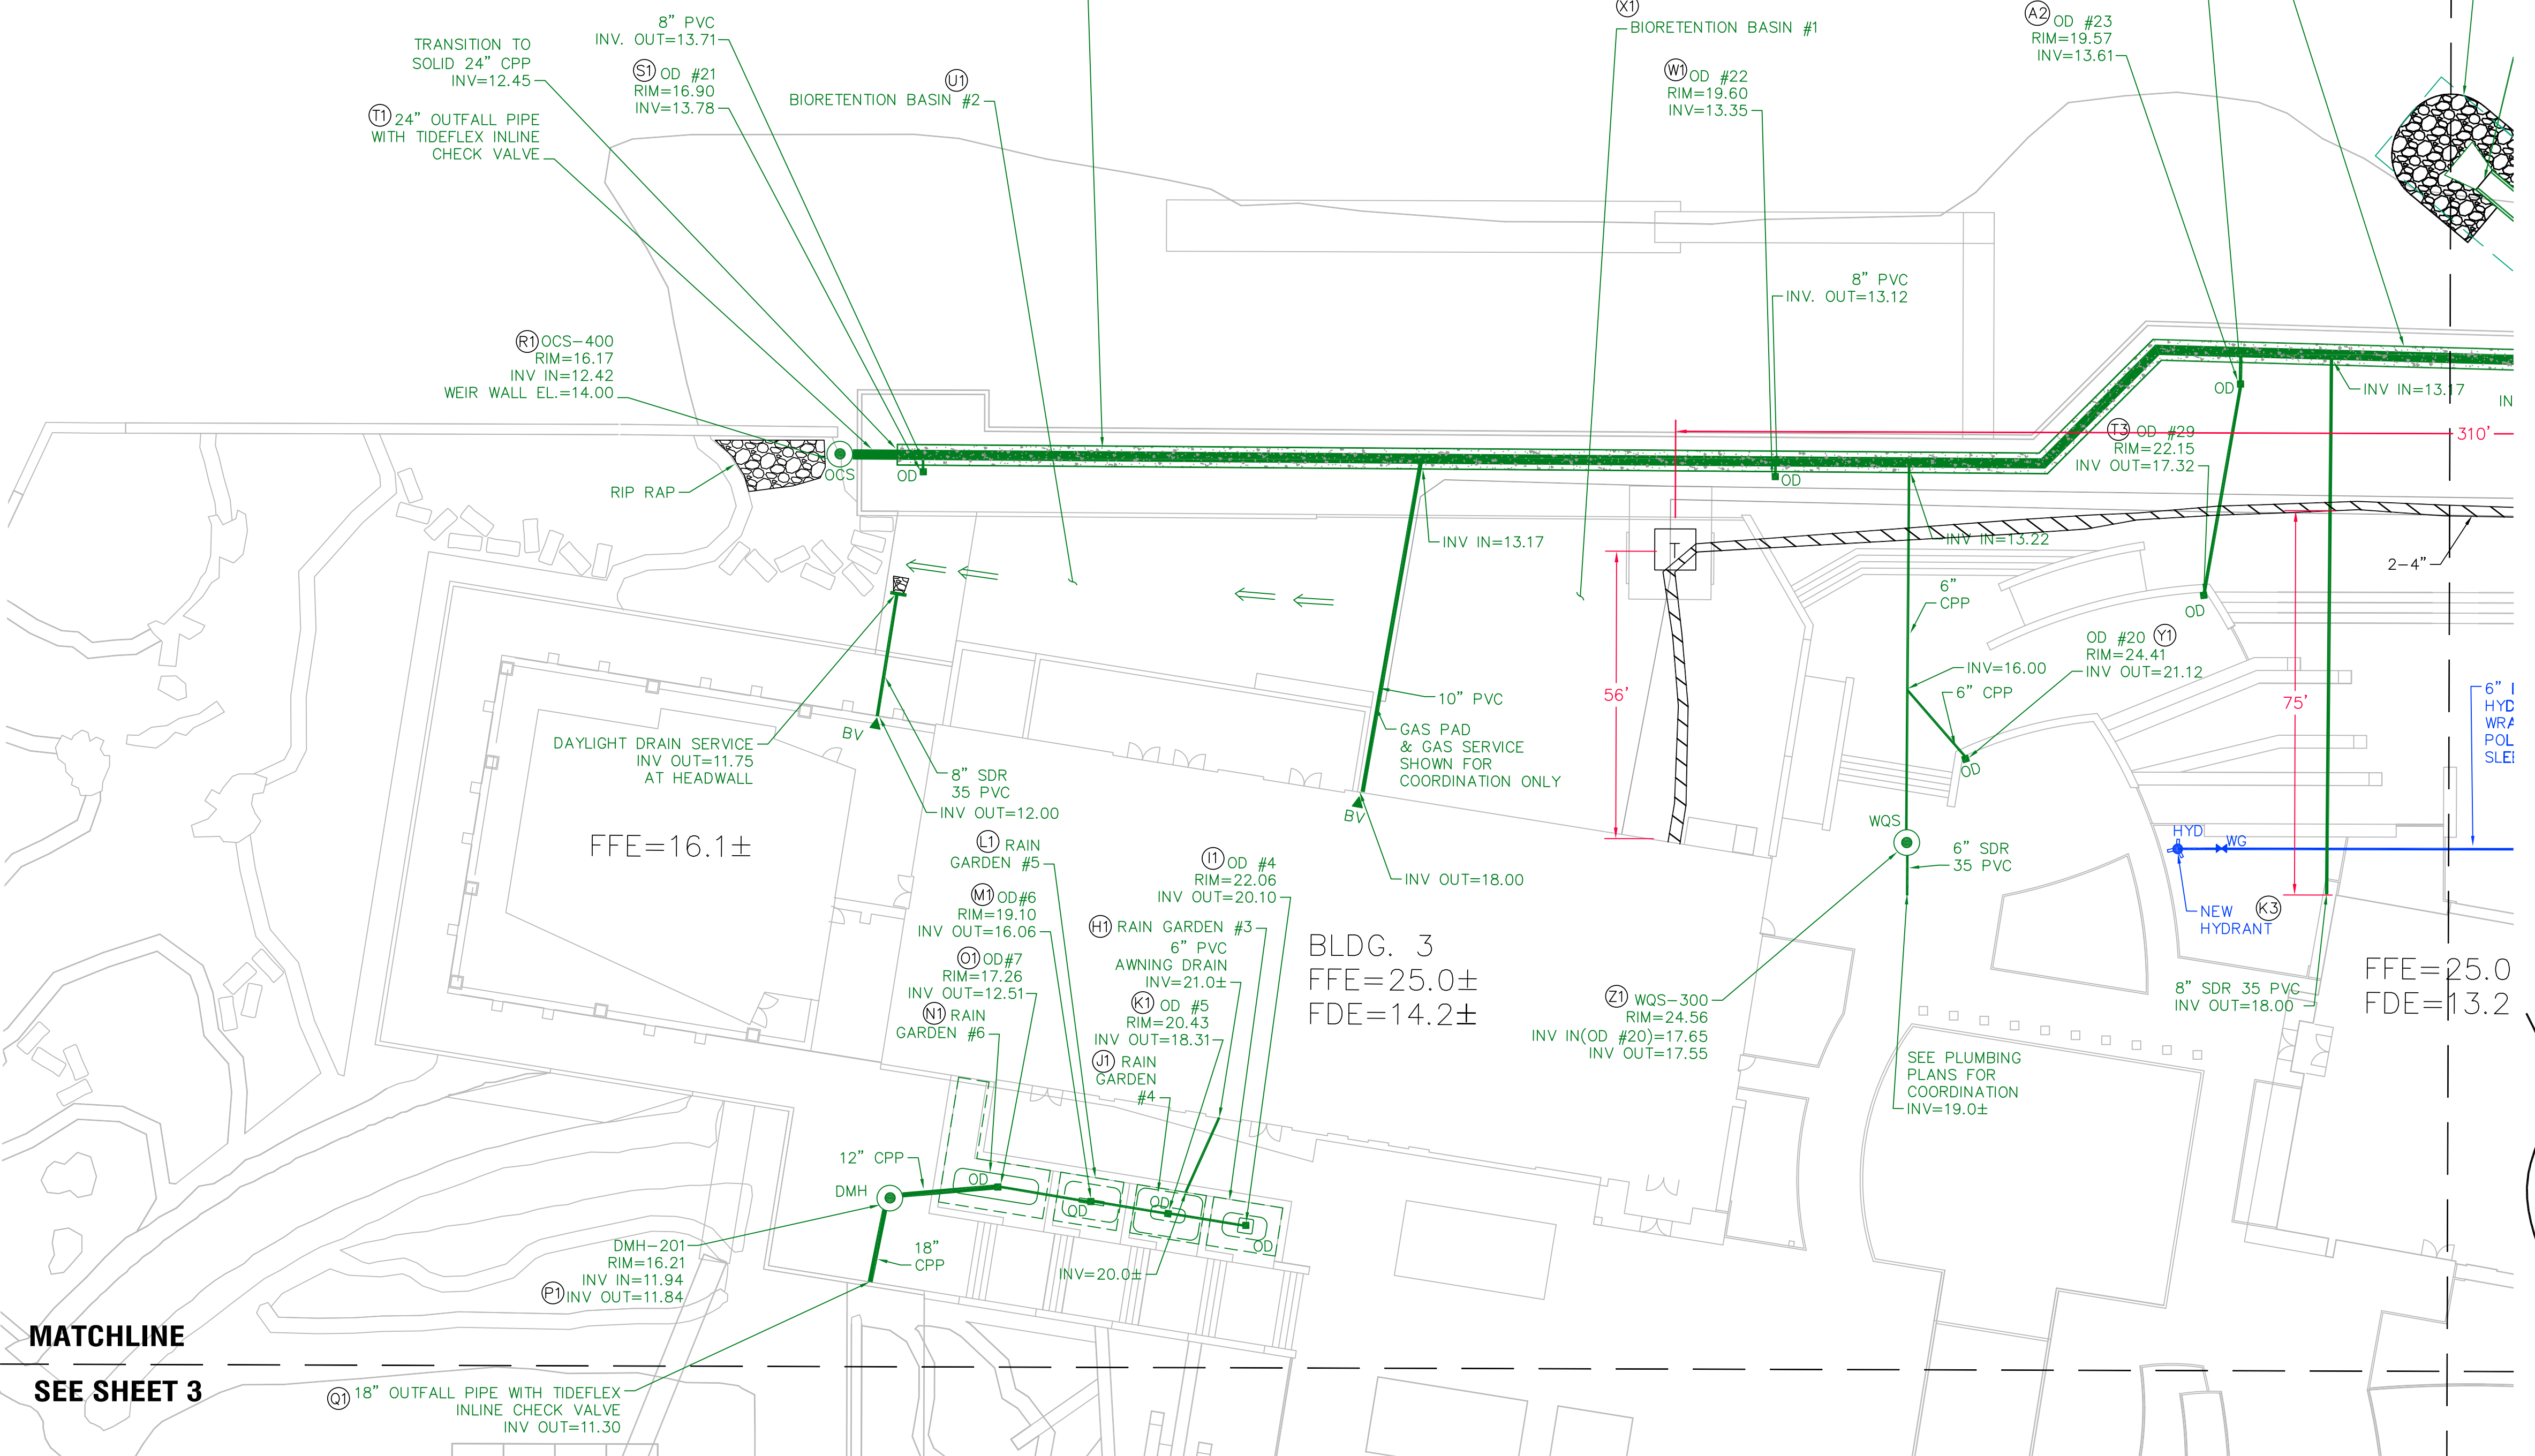 8" PVC
INV. OUT=13.71
TRANSITION TO
SOLID 24" CPP
INV=12.45
S1 OD #21
RIM=16.90
INV=13.78
T1 24" OUTFALL PIPE
WITH TIDEFLEX INLINE
CHECK VALVE
U1
BIORETENTION BASIN #2
X1
BIORETENTION BASIN #1
W1 OD #22
RIM=19.60
INV=13.35
A2 OD #23
RIM=19.57
INV=13.61
8" PVC
INV. OUT=13.12
R1 OCS-400
RIM=16.17
INV IN=12.42
WEIR WALL EL.=14.00
RIP RAP
OCS
OD
OD
OD
INV IN=13.17
IN
310'
T3 OD #29
RIM=22.15
INV OUT=17.32
INV IN=13.17
T
INV IN=13.22
2-4"
6"
CPP
OD
OD #20 Y1
RIM=24.41
INV OUT=21.12
INV=16.00
6" CPP
OD
56'
75'
10" PVC
GAS PAD
& GAS SERVICE
SHOWN FOR
COORDINATION ONLY
BV
DAYLIGHT DRAIN SERVICE
INV OUT=11.75
AT HEADWALL
8" SDR
35 PVC
INV OUT=12.00
BV
INV OUT=18.00
6"
HYD
WRA
POL
SLE
HYD
WG
NEW
HYDRANT
K3
WQS
6" SDR
35 PVC
FFE=16.1±
L1 RAIN
GARDEN #5
M1 OD#6
RIM=19.10
INV OUT=16.06
O1 OD#7
RIM=17.26
INV OUT=12.51
N1 RAIN
GARDEN #6
I1 OD #4
RIM=22.06
INV OUT=20.10
H1 RAIN GARDEN #3
6" PVC
AWNING DRAIN
INV=21.0±
K1 OD #5
RIM=20.43
INV OUT=18.31
J1 RAIN
GARDEN
#4
BLDG. 3
FFE=25.0±
FDE=14.2±
Z1 WQS-300
RIM=24.56
INV IN(OD #20)=17.65
INV OUT=17.55
SEE PLUMBING
PLANS FOR
COORDINATION
INV=19.0±
8" SDR 35 PVC
INV OUT=18.00
FFE=25.0
FDE=13.2
12" CPP
DMH
OD
OD
OD
OD
18"
CPP
INV=20.0±
DMH-201
RIM=16.21
INV IN=11.94
P1 INV OUT=11.84
MATCHLINE
SEE SHEET 3
Q1 18" OUTFALL PIPE WITH TIDEFLEX
INLINE CHECK VALVE
INV OUT=11.30